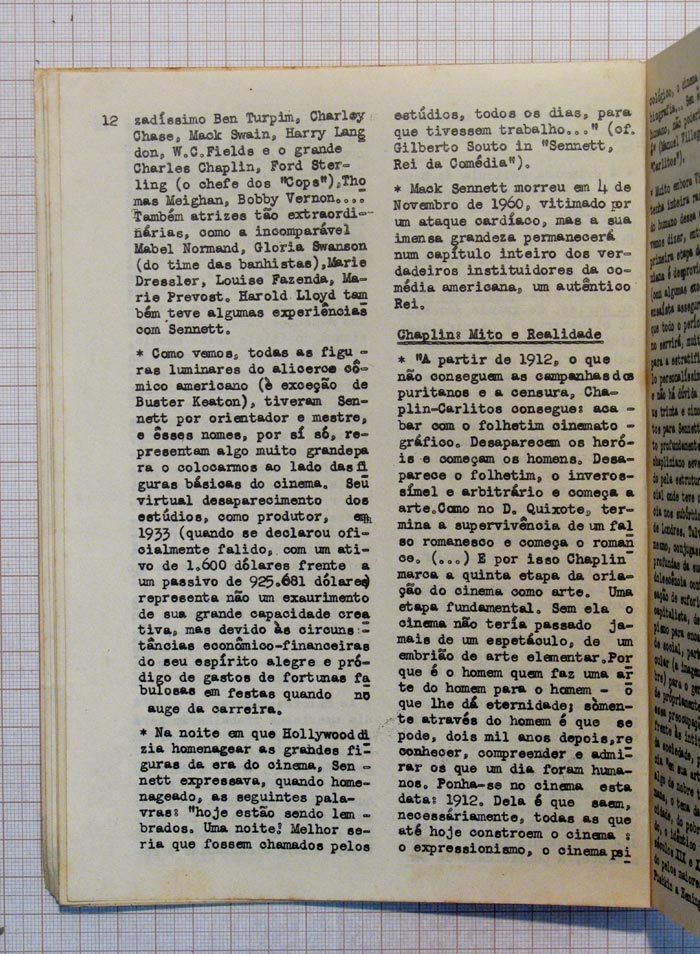 12
zadíssimo Ben Turpim, Charley
Chase, Mack Swain, Harry Lang
don, W.C.Fields e o grande
Charles Chaplin, Ford Ster-
ling (o chefe dos "Cops"),Tho
mas Meighan, Bobby Vernon....
Também atrizes tão extraordi-
nárias, como a incomparável
Mabel Normand, Gloria Swanson
(do time das banhistas),Marie
Dressler, Louise Fazenda, Ma-
rie Prevost. Harold Lloyd tam
bém teve algumas experiências
com Sennett.
* Como vemos, todas as figu -
ras luminares do alicerce cô-
mico americano (è exceção de
Buster Keaton), tiveram Sen-
nett por orientador e mestre,
e êsses nomes, por sí só, re-
presentam algo muito grandepa
ra o colocarmos ao lado dasfi
guras básicas do cinema. Seu
virtual desaparecimento dos
estúdios, como produtor, em
1933 (quando se declarou ofi-
cialmente falido, com um ati-
vo de 1.600 dólares frente a
um passivo de 925.681 dólares)
representa não um exaurimento
de sua grande capacidade crea
tiva, mas devido às circuns -
tâncias econômico-financeiras
do seu espírito alegre e pró-
digo de gastos de fortunas fa
bulosas em festas quando no
auge da carreira.
* Na noite em que Hollywooddi
zia homenagear as grandes fi-
guras da era do cinema, Sen -
nett expressava, quando home-
nageado, as seguintes pala-
vras: "hoje estão sendo lem -
brados. Uma noite! Melhor se-
ria que fossem chamados pelos
estúdios, todos os dias, para
que tivessem trabalho..." (cf.
Gilberto Souto in "Sennett,
Rei da Comédia").
* Mack Sennett morreu em 4 de
Novembro de 1960, vitimado por
um ataque cardíaco, mas a sua
imensa grandeza permanecerá
num capítulo inteiro dos ver-
dadeiros instituidores da co-
média americana, um autêntico
Rei.
Chaplin: Mito e Realidade
* "A partir de 1912, o que
não conseguem as campanhasdos
puritanos e a censura, Cha-
plin-Carlitos consegue: aca -
bar com o folhetim cinemato -
gráfico. Desaparecem os heró-
is e começam os homens. Desa-
parece o folhetim, o inveros-
símel e arbitrário e começa a
arte.Como no D. Quixote, ter-
mina a supervivência de um fal
so romanesco e começa o roman
ce. (...) E por isso Chaplin
marca a quinta etapa da cria-
ção do cinema como arte. Uma
etapa fundamental. Sem ela o
cinema não tería passado ja-
mais de um espetáculo, de um
embrião de arte elementar.Por
que é o homem quem faz uma ar
te do homem para o homem - o
que lhe dá eternidade; sòmen-
te através do homem é que se
pode, dois mil anos depois,re
conhecer, compreender e admi-
rar os que um dia foram huma-
nos. Ponha-se no cinema esta
data: 1912. Dela é que saem,
necessáriamente, todas as que
até hoje constroem o cinema :
o expressionismo, o cinema psi